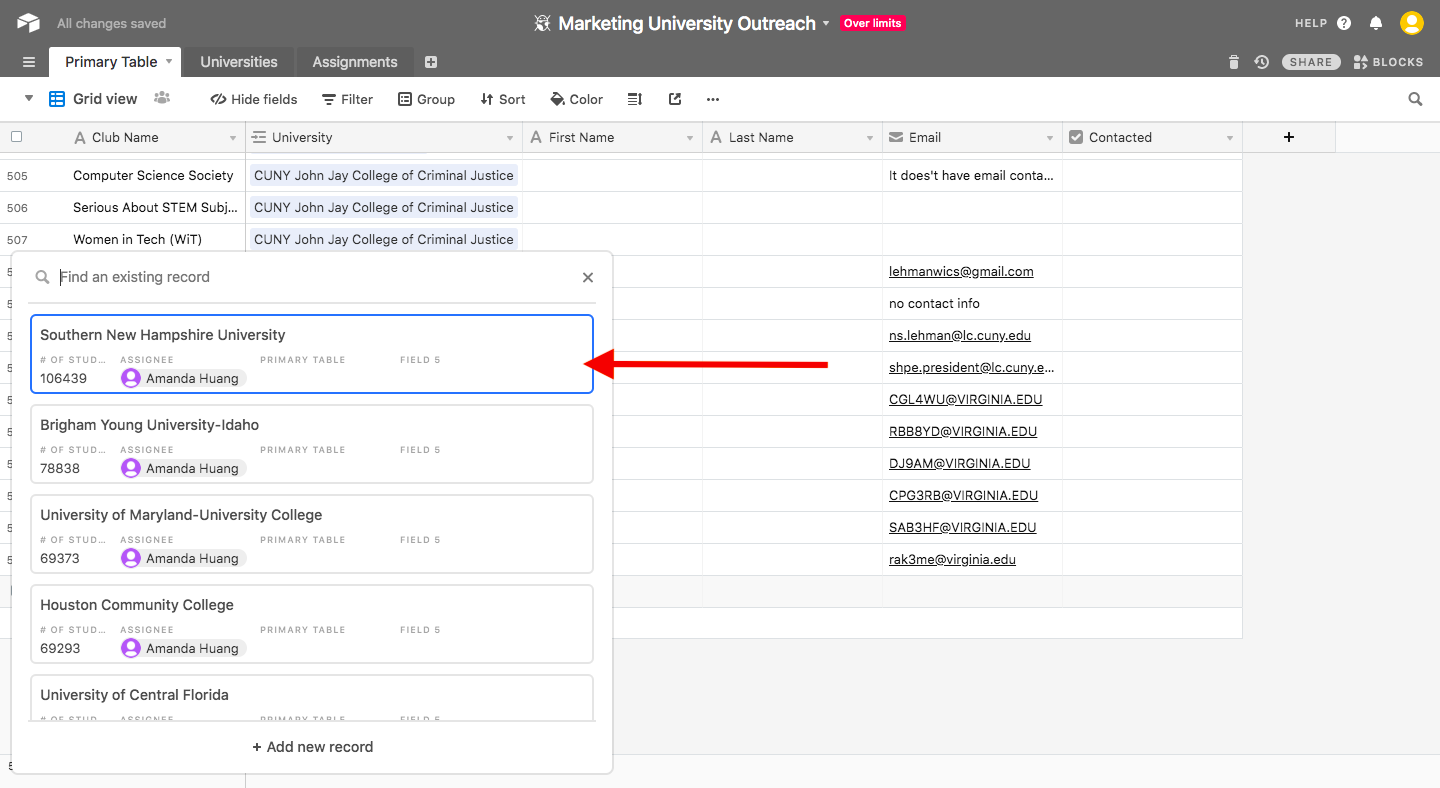 All changes saved
Marketing University Outreach
Over limits
HELP
Primary Table
Universities
Assignments
SHARE
BLOCKS
Grid view
Hide fields
Filter
Group
Sort
Color
Club Name
University
First Name
Last Name
Email
Contacted
505 Computer Science Society CUNY John Jay College of Criminal Justice It does't have email conta...
506 Serious About STEM Subj... CUNY John Jay College of Criminal Justice
507 Women in Tech (WiT) CUNY John Jay College of Criminal Justice
Find an existing record
Southern New Hampshire University
# OF STUD... ASSIGNEE PRIMARY TABLE FIELD 5
106439 Amanda Huang
Brigham Young University-Idaho
# OF STUD... ASSIGNEE PRIMARY TABLE FIELD 5
78838 Amanda Huang
University of Maryland-University College
# OF STUD... ASSIGNEE PRIMARY TABLE FIELD 5
69373 Amanda Huang
Houston Community College
# OF STUD... ASSIGNEE PRIMARY TABLE FIELD 5
69293 Amanda Huang
University of Central Florida
# OF STUD... ASSIGNEE PRIMARY TABLE FIELD 5
+ Add new record
lehmanwics@gmail.com
no contact info
ns.lehman@lc.cuny.edu
shpe.president@lc.cuny.e...
CGL4WU@VIRGINIA.EDU
RBB8YD@VIRGINIA.EDU
DJ9AM@VIRGINIA.EDU
CPG3RB@VIRGINIA.EDU
SAB3HF@VIRGINIA.EDU
rak3me@virginia.edu